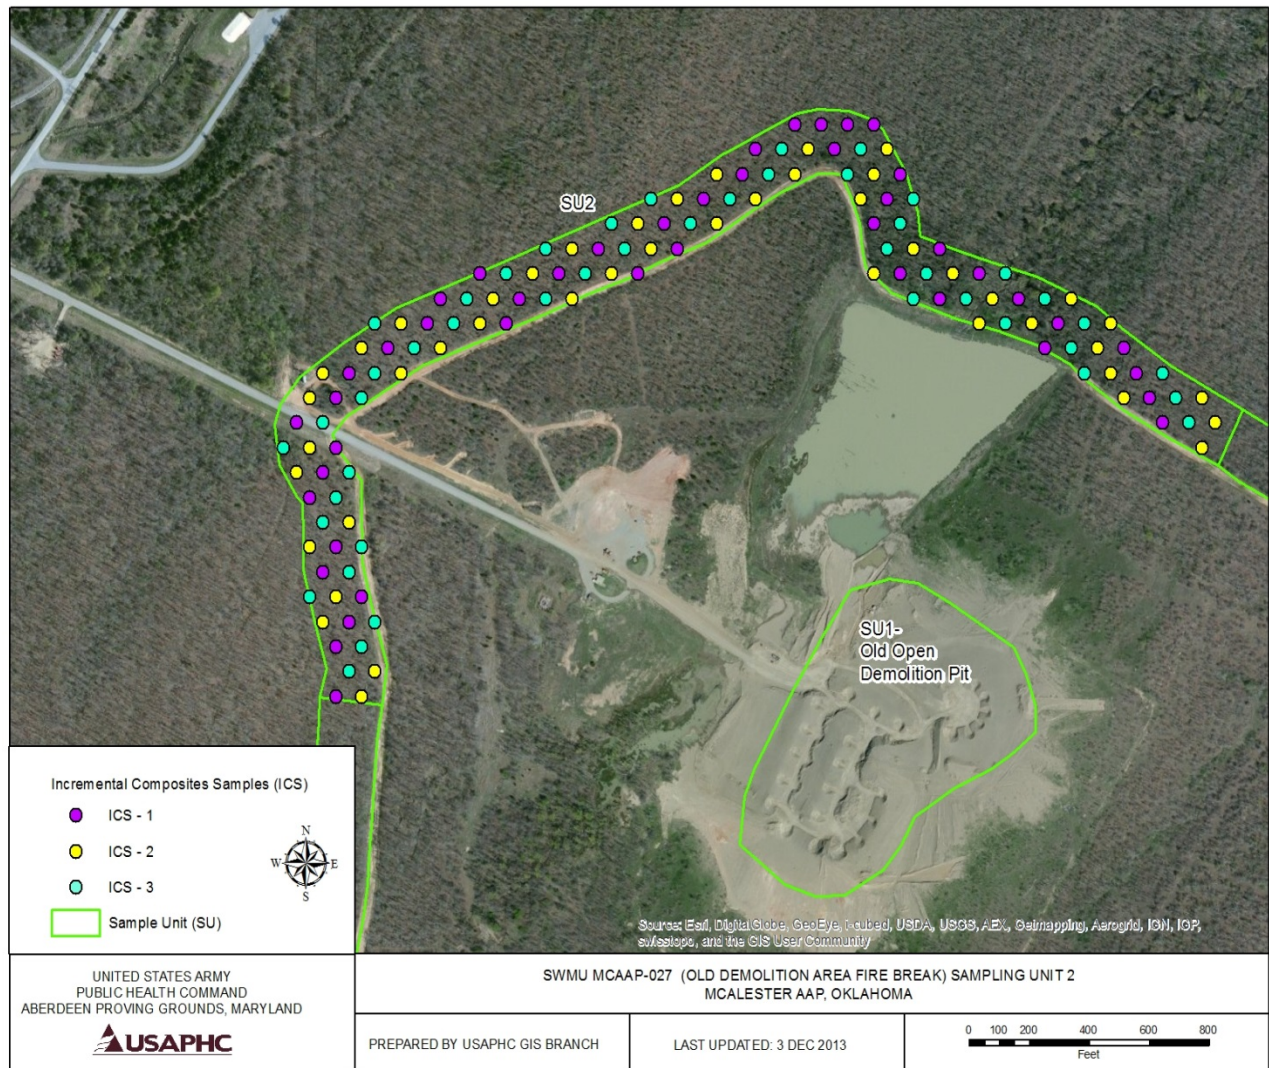 SU2
SU1-
Old Open
Demolition Pit
Incremental Composites Samples (ICS)
ICS - 1
ICS - 2
ICS - 3
Sample Unit (SU)
N
W
E
S
Source: Esri, DigitalGlobe, GeoEye, i-cubed, USDA, USGS, AEX, Getmapping, Aerogrid, IGN, IGP,
swisstopo, and the GIS User Community
UNITED STATES ARMY
PUBLIC HEALTH COMMAND
ABERDEEN PROVING GROUNDS, MARYLAND
USAPHC
SWMU MCAAP-027 (OLD DEMOLITION AREA FIRE BREAK) SAMPLING UNIT 2
MCALESTER AAP, OKLAHOMA
PREPARED BY USAPHC GIS BRANCH
LAST UPDATED: 3 DEC 2013
0 100 200 400 600 800
Feet